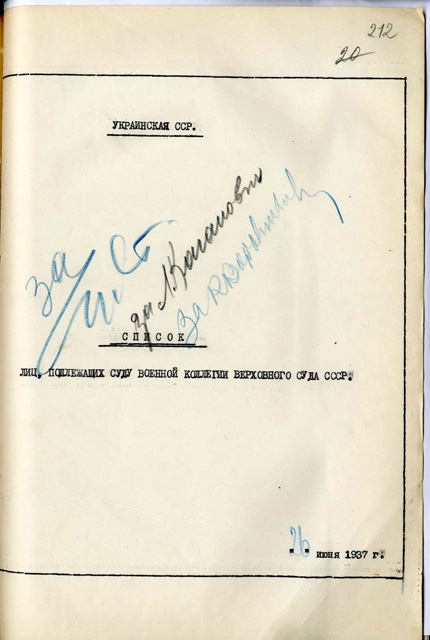 212
20
УКРАИНСКАЯ ССР.
за И Ст
за Л Каганович
за К Ворошилов
СПИСОК
ЛИЦ, ПОДЛЕЖАЩИХ СУДУ ВОЕННОЙ КОЛЛЕГИИ ВЕРХОВНОГО СУДА СССР.
"26" июня 1937 г.